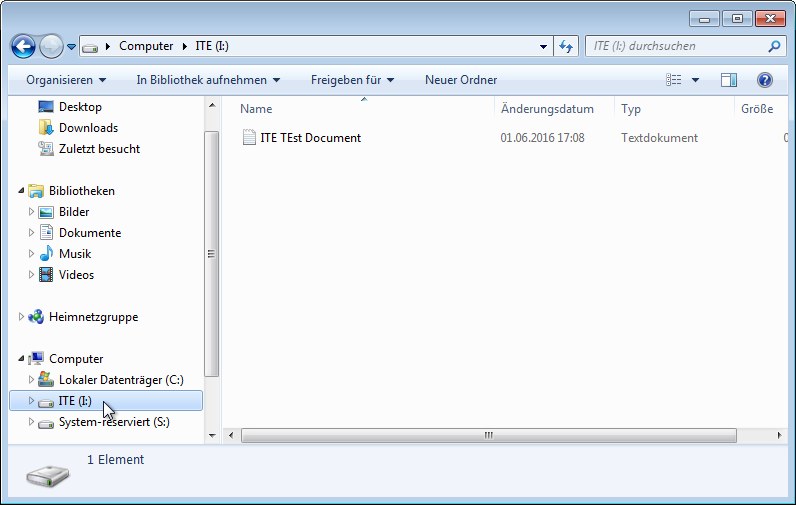 Computer ▸ ITE (I:)
ITE (I:) durchsuchen
Organisieren
In Bibliothek aufnehmen
Freigeben für
Neuer Ordner
Desktop
Downloads
Zuletzt besucht
Bibliotheken
Bilder
Dokumente
Musik
Videos
Heimnetzgruppe
Computer
Lokaler Datenträger (C:)
ITE (I:)
System-reserviert (S:)
Name Änderungsdatum Typ Größe
ITE TEst Document 01.06.2016 17:08 Textdokument 0
1 Element